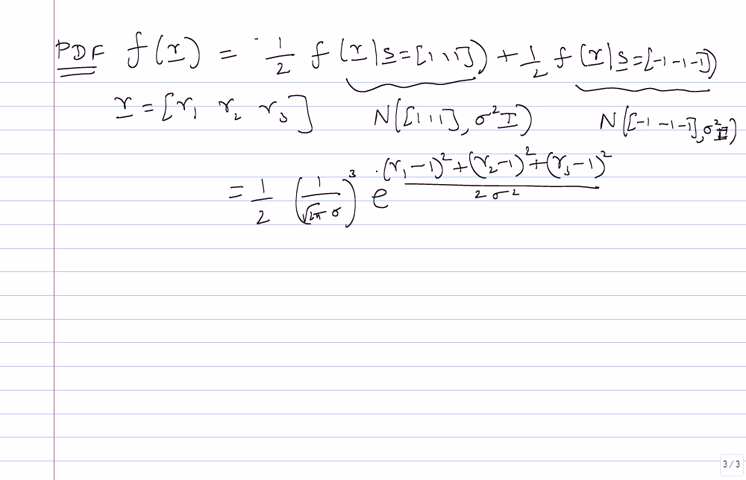 PDF f(r) = 1/2 f(r|s=[1 1 1]) + 1/2 f(r|s=[-1 -1 -1])
r = [r₁ r₂ r₃] N([1 1 1], σ²I) N([-1 -1 -1], σ²I)
= 1/2 (1/(√2π σ))³ e^((r₁-1)²+(r₂-1)²+(r₃-1)²)/(2σ²)
3 / 3